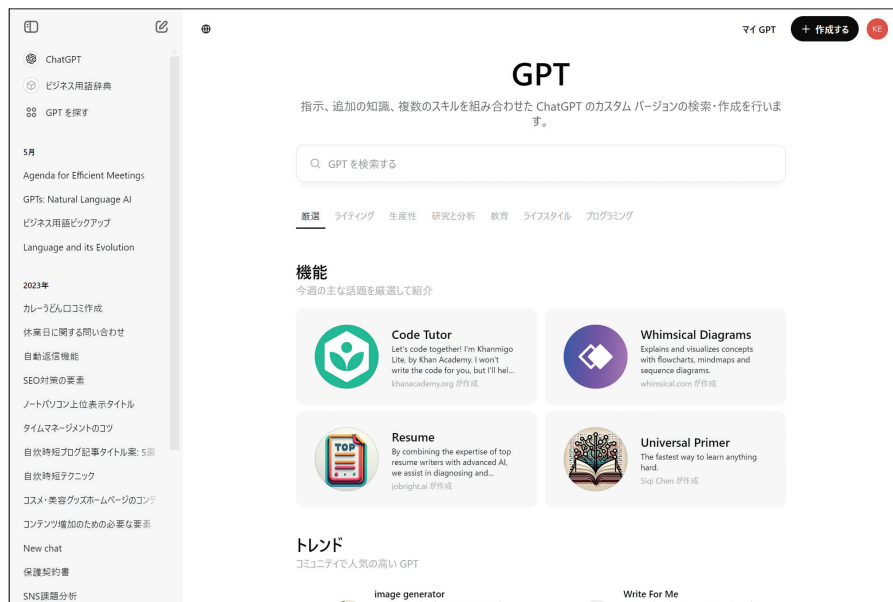 ChatGPT
ビジネス用語辞典
GPT を探す
5月
Agenda for Efficient Meetings
GPTs: Natural Language AI
ビジネス用語ピックアップ
Language and its Evolution
2023年
カレーうどん口コミ作成
休業日に関する問い合わせ
自動返信機能
SEO対策の要素
ノートパソコン上位表示タイトル
タイムマネージメントのコツ
自炊時短ブログ記事タイトル案: 5選
自炊時短テクニック
コスメ・美容グッズホームページのコンテ
コンテンツ増加のための必要な要素
New chat
保護契約書
SNS課題分析
マイ GPT
＋ 作成する
KE
GPT
指示、追加の知識、複数のスキルを組み合わせた ChatGPT のカスタム バージョンの検索・作成を行いま
す。
GPT を検索する
厳選 ライティング 生産性 研究と分析 教育 ライフスタイル プログラミング
機能
今週の主な話題を厳選して紹介
Code Tutor
Let's code together! I'm Khanmigo
Lite, by Khan Academy. I won't
write the code for you, but I'll hel...
khanacademy.org が作成
Whimsical Diagrams
Explains and visualizes concepts
with flowcharts, mindmaps and
sequence diagrams.
whimsical.com が作成
TOP
Resume
By combining the expertise of top
resume writers with advanced AI,
we assist in diagnosing and...
jobright.ai が作成
Universal Primer
The fastest way to learn anything
hard.
Siqi Chen が作成
トレンド
コミュニティで人気の高い GPT
image generator
Write For Me